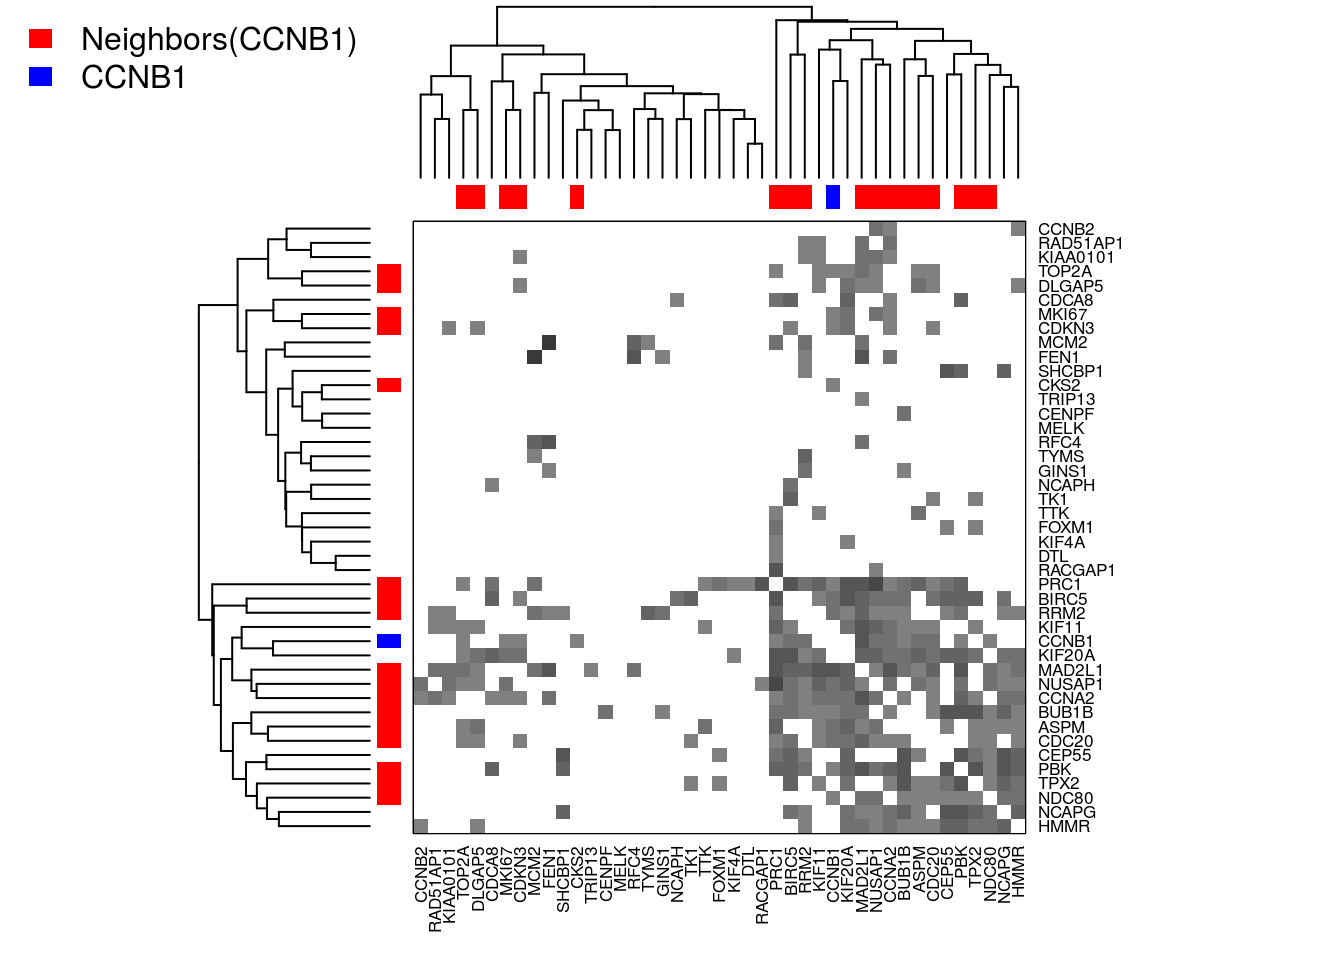 Neighbors(CCNB1)
CCNB1
CCNB2
RAD51AP1
KIAA0101
TOP2A
DLGAP5
CDCA8
MKI67
CDKN3
MCM2
FEN1
SHCBP1
CKS2
TRIP13
CENPF
MELK
RFC4
TYMS
GINS1
NCAPH
TK1
TTK
FOXM1
KIF4A
DTL
RACGAP1
PRC1
BIRC5
RRM2
KIF11
CCNB1
KIF20A
MAD2L1
NUSAP1
CCNA2
BUB1B
ASPM
CDC20
CEP55
PBK
TPX2
NDC80
NCAPG
HMMR
CCNB2
RAD51AP1
KIAA0101
TOP2A
DLGAP5
CDCA8
MKI67
CDKN3
MCM2
FEN1
SHCBP1
CKS2
TRIP13
CENPF
MELK
RFC4
TYMS
GINS1
NCAPH
TK1
TTK
FOXM1
KIF4A
DTL
RACGAP1
PRC1
BIRC5
RRM2
KIF11
CCNB1
KIF20A
MAD2L1
NUSAP1
CCNA2
BUB1B
ASPM
CDC20
CEP55
PBK
TPX2
NDC80
NCAPG
HMMR